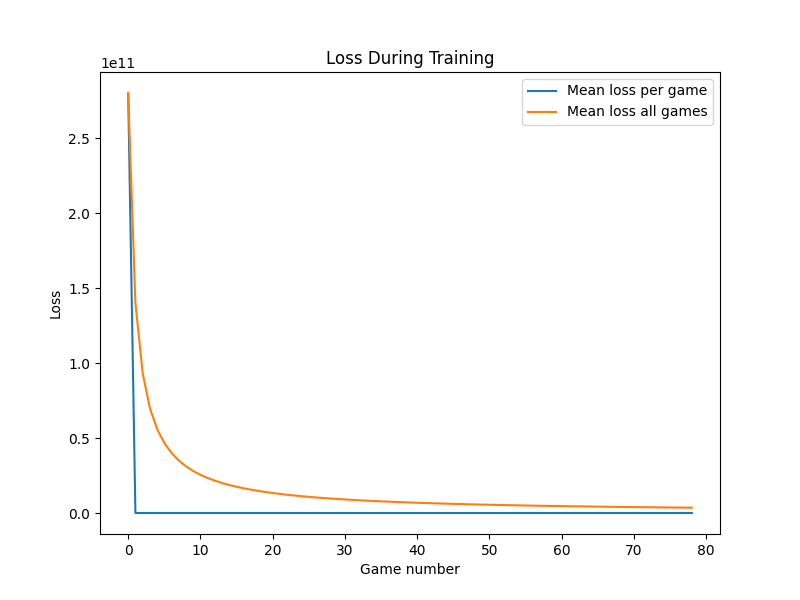 Loss During Training
1e11
Mean loss per game
Mean loss all games
2.5
2.0
1.5
1.0
0.5
0.0
Loss
0 10 20 30 40 50 60 70 80
Game number